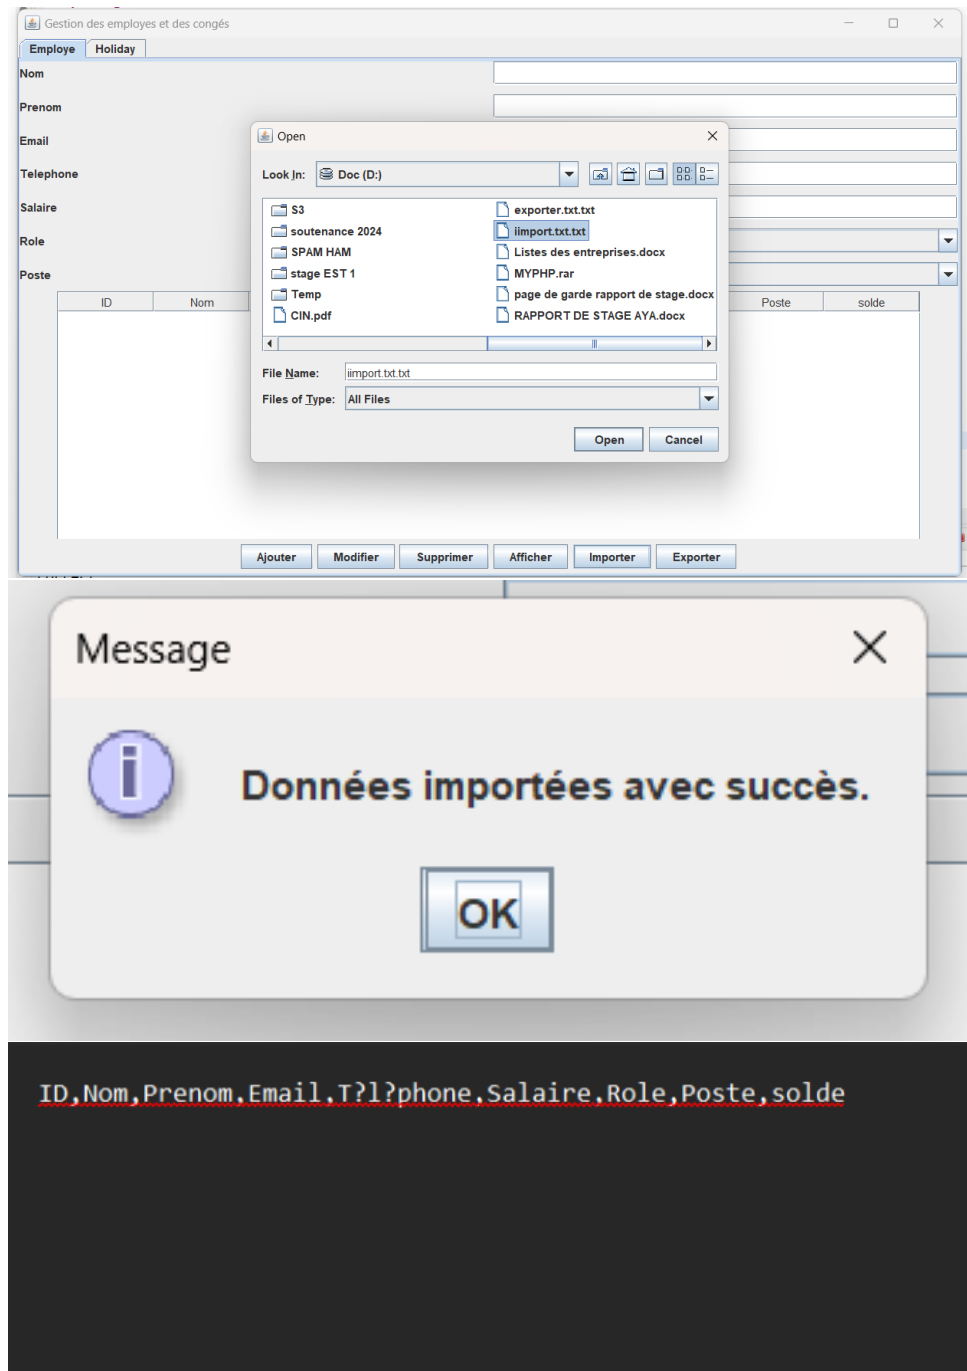 Gestion des employes et des congés
Employe Holiday
Nom
Prenom
Email
Telephone
Salaire
Role
Poste
ID Nom Poste solde
Open
Look In: Doc (D:)
S3
soutenance 2024
SPAM HAM
stage EST 1
Temp
CIN.pdf
exporter.txt.txt
iimport.txt.txt
Listes des entreprises.docx
MYPHP.rar
page de garde rapport de stage.docx
RAPPORT DE STAGE AYA.docx
File Name: iimport.txt.txt
Files of Type: All Files
Open Cancel
Ajouter Modifier Supprimer Afficher Importer Exporter
Message
Données importées avec succès.
OK
ID,Nom,Prenom,Email,T?l?phone,Salaire,Role,Poste,solde